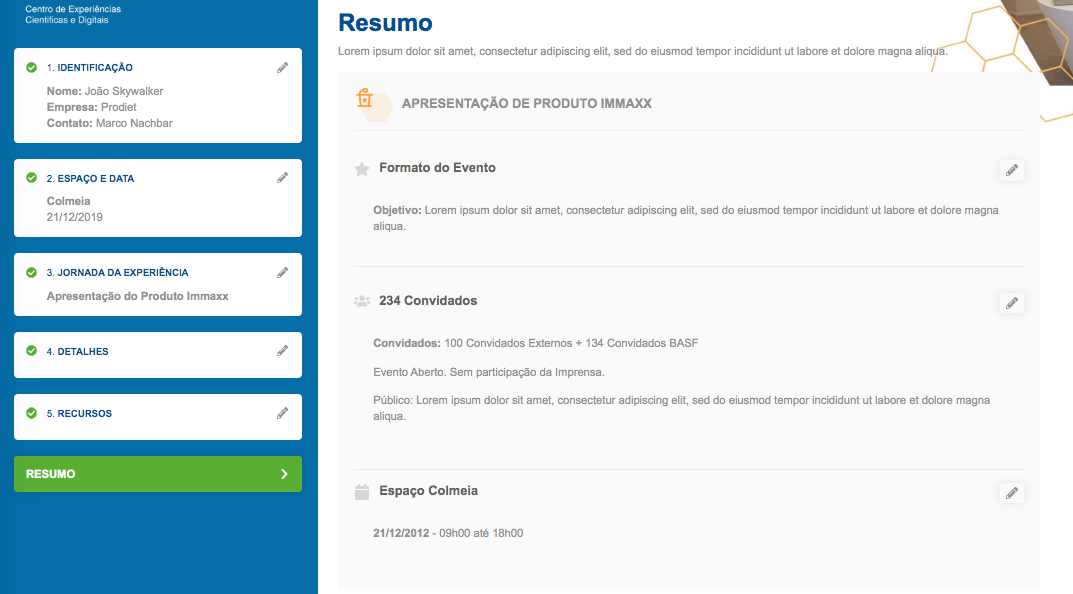 Centro de Experiências
Científicas e Digitais
1. IDENTIFICAÇÃO
Nome: João Skywalker
Empresa: Prodiet
Contato: Marco Nachbar
2. ESPAÇO E DATA
Colmeia
21/12/2019
3. JORNADA DA EXPERIÊNCIA
Apresentação do Produto Immaxx
4. DETALHES
5. RECURSOS
RESUMO
Resumo
Lorem ipsum dolor sit amet, consectetur adipiscing elit, sed do eiusmod tempor incididunt ut labore et dolore magna aliqua.
APRESENTAÇÃO DE PRODUTO IMMAXX
Formato do Evento
Objetivo: Lorem ipsum dolor sit amet, consectetur adipiscing elit, sed do eiusmod tempor incididunt ut labore et dolore magna
aliqua.
234 Convidados
Convidados: 100 Convidados Externos + 134 Convidados BASF
Evento Aberto. Sem participação da Imprensa.
Público: Lorem ipsum dolor sit amet, consectetur adipiscing elit, sed do eiusmod tempor incididunt ut labore et dolore magna
aliqua.
Espaço Colmeia
21/12/2012 - 09h00 até 18h00